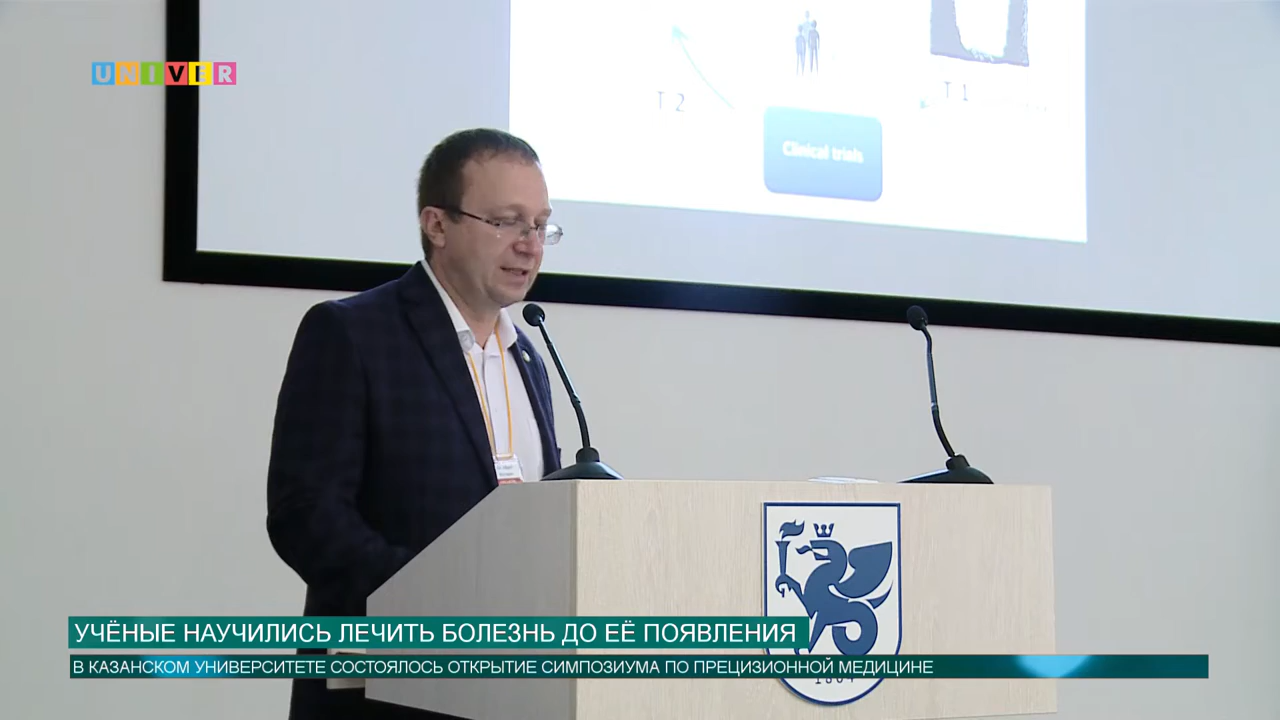 UNIVER
T 2
T 1
Clinical trials
1804
УЧЁНЫЕ НАУЧИЛИСЬ ЛЕЧИТЬ БОЛЕЗНЬ ДО ЕЁ ПОЯВЛЕНИЯ
В КАЗАНСКОМ УНИВЕРСИТЕТЕ СОСТОЯЛОСЬ ОТКРЫТИЕ СИМПОЗИУМА ПО ПРЕЦИЗИОННОЙ МЕДИЦИНЕ